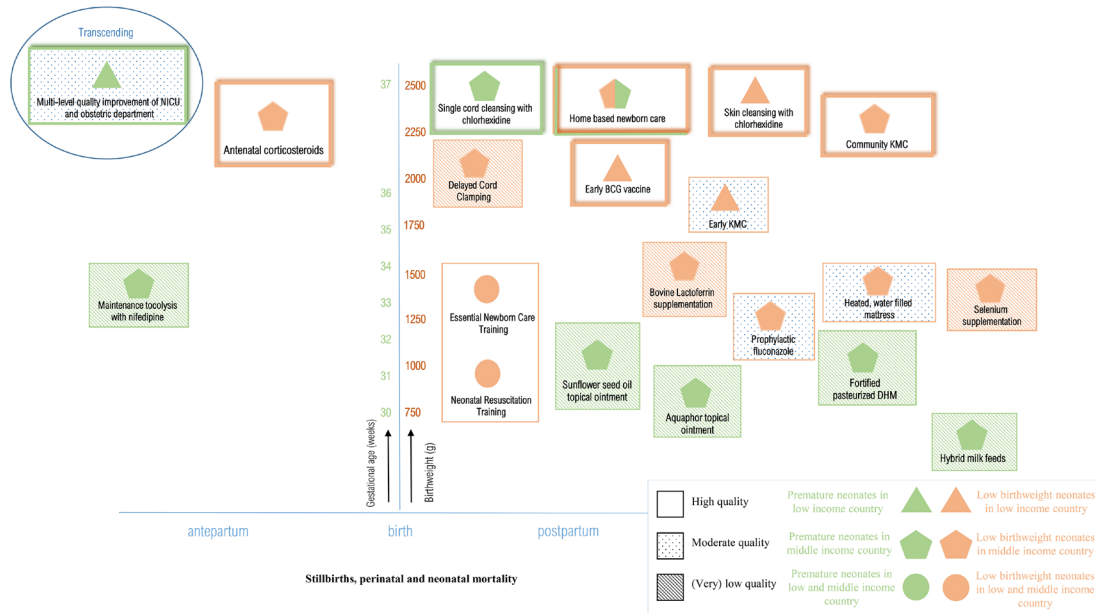 Transcending
Multi-level quality improvement of NICU
and obstetric department
Antenatal corticosteroids
Maintenance tocolysis
with nifedipine
37
36
35
34
33
32
31
30
Gestational age (weeks)
2500
2250
2000
1750
1500
1250
1000
750
Birthweight (g)
Single cord cleansing with
chlorhexidine
Home based newborn care
Skin cleansing with
chlorhexidine
Community KMC
Delayed Cord
Clamping
Early BCG vaccine
Early KMC
Essential Newborn Care
Training
Neonatal Resuscitation
Training
Bovine Lactoferrin
supplementation
Prophylactic
fluconazole
Heated, water filled
mattress
Selenium
supplementation
Sunflower seed oil
topical ointment
Aquaphor topical
ointment
Fortified
pasteurized DHM
Hybrid milk feeds
antepartum
birth
postpartum
Stillbirths, perinatal and neonatal mortality
High quality
Moderate quality
(Very) low quality
Premature neonates in
low income country
Low birthweight neonates
in low income country
Premature neonates in
middle income country
Low birthweight neonates
in middle income country
Premature neonates in
low and middle income
country
Low birthweight neonates
in low and middle income
country